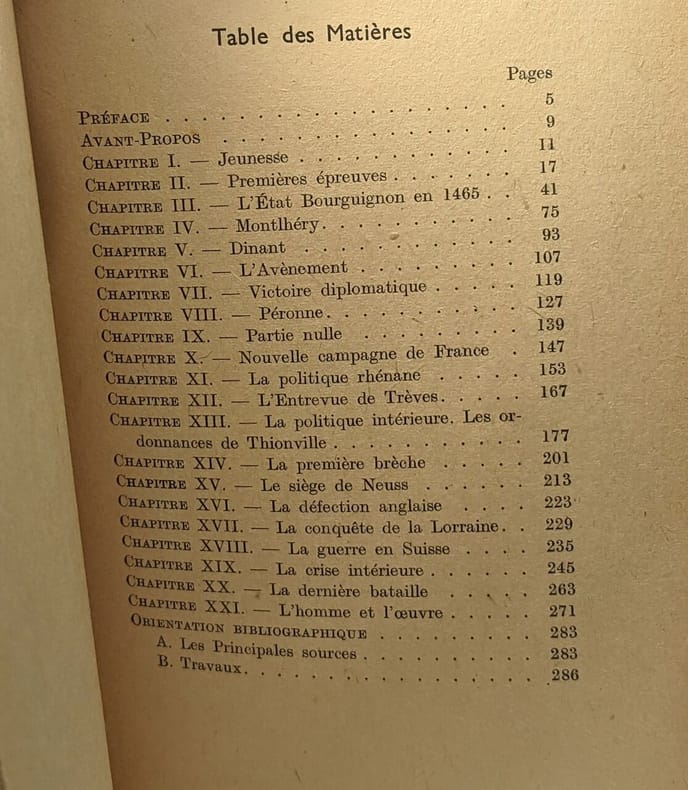 Table des Matières
Pages
Préface . . . . . . . . . . . . . . . . . 5
Avant-Propos . . . . . . . . . . . . . . 9
Chapitre I. — Jeunesse . . . . . . . . . . 11
Chapitre II. — Premières épreuves . . . . . . 17
Chapitre III. — L'État Bourguignon en 1465 . . 41
Chapitre IV. — Montlhéry. . . . . . . . . . 75
Chapitre V. — Dinant . . . . . . . . . . . 93
Chapitre VI. — L'Avènement . . . . . . . . 107
Chapitre VII. — Victoire diplomatique . . . . . 119
Chapitre VIII. — Péronne. . . . . . . . . . 127
Chapitre IX. — Partie nulle . . . . . . . . 139
Chapitre X. — Nouvelle campagne de France . 147
Chapitre XI. — La politique rhénane . . . . . 153
Chapitre XII. — L'Entrevue de Trèves. . . . . 167
Chapitre XIII. — La politique intérieure. Les or-
donnances de Thionville . . . . . . . . . . 177
Chapitre XIV. — La première brèche . . . . . 201
Chapitre XV. — Le siège de Neuss . . . . . . 213
Chapitre XVI. — La défection anglaise . . . . 223
Chapitre XVII. — La conquête de la Lorraine. . 229
Chapitre XVIII. — La guerre en Suisse . . . . 235
Chapitre XIX. — La crise intérieure . . . . . . 245
Chapitre XX. — La dernière bataille . . . . . 263
Chapitre XXI. — L'homme et l'œuvre . . . . . 271
Orientation bibliographique . . . . . . . . 283
A. Les Principales sources . . . . . . . . . 283
B. Travaux. . . . . . . . . . . . . . . . 286